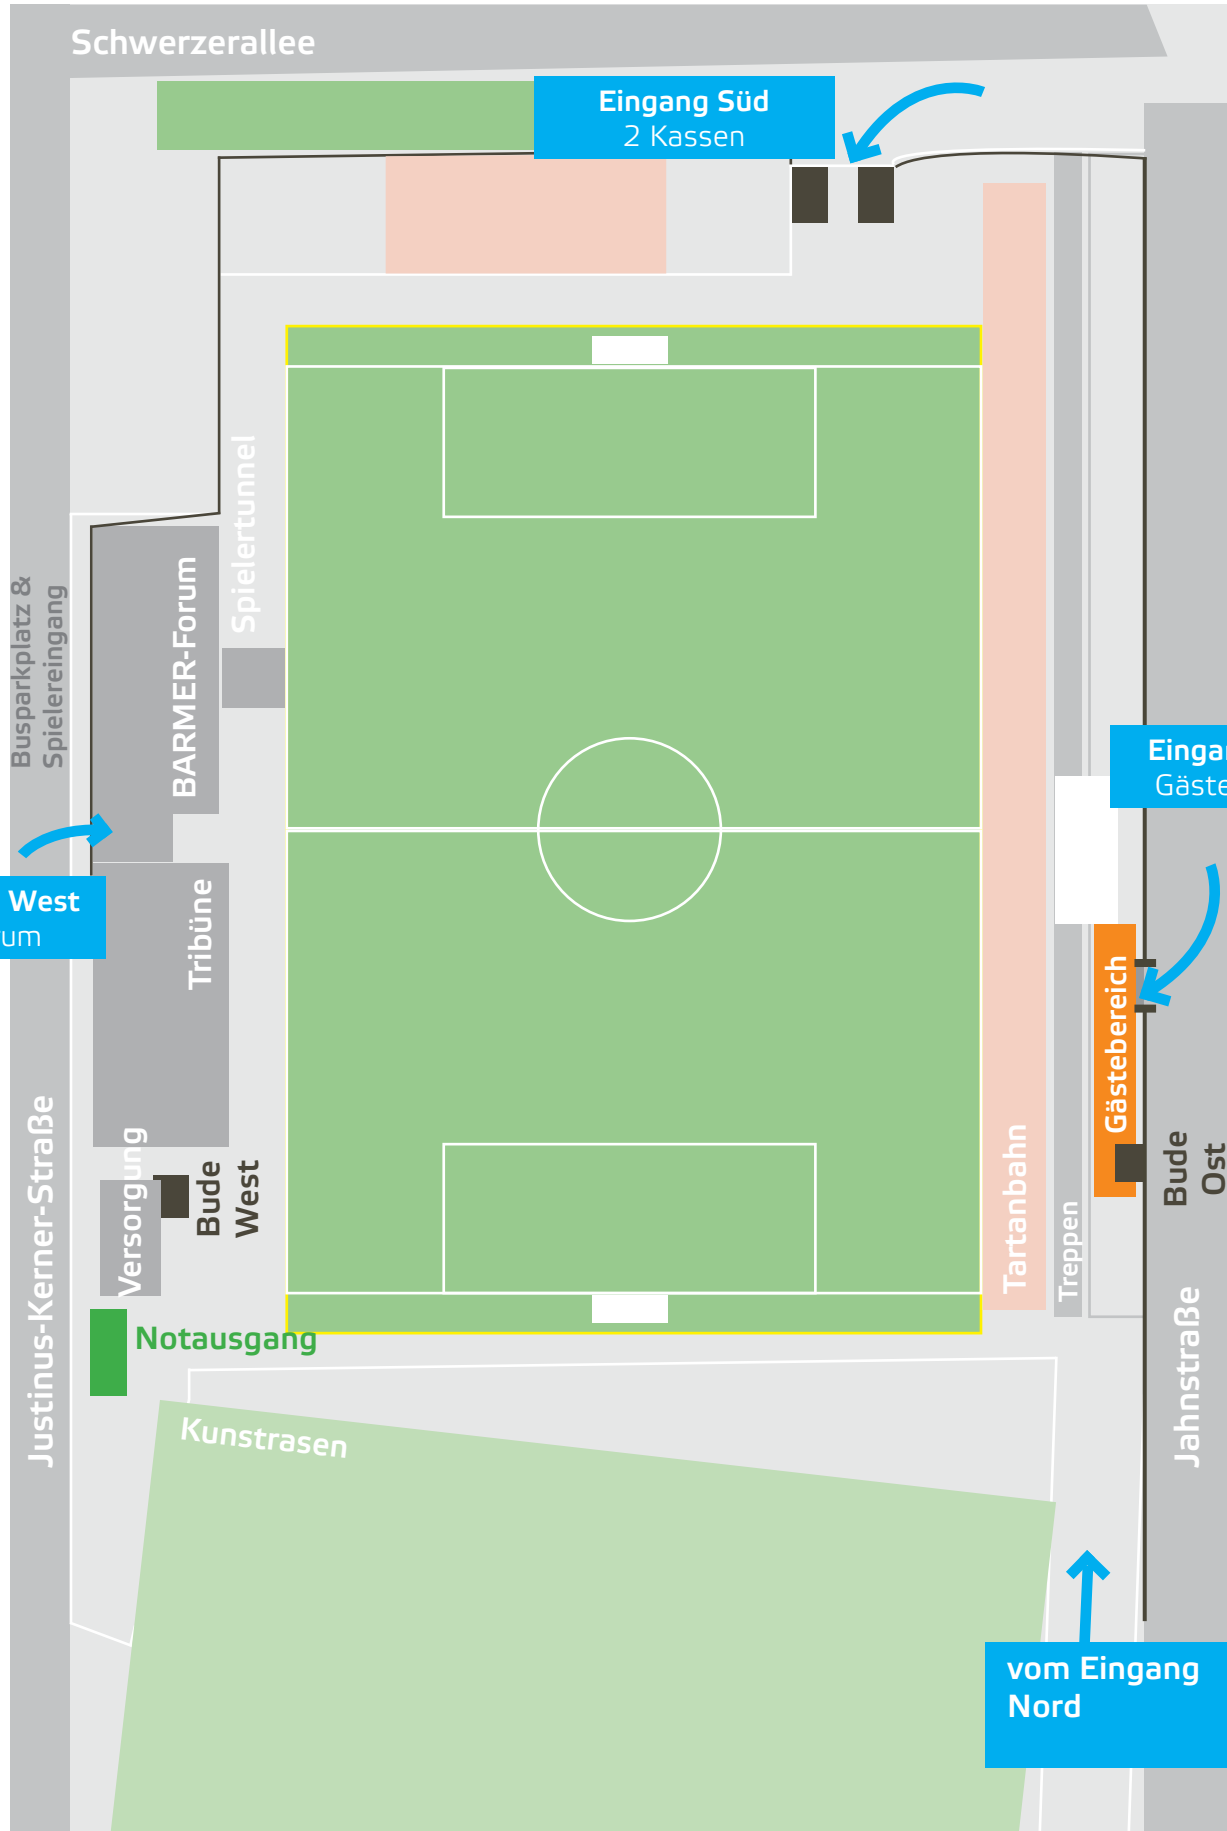 Schwerzerallee
Eingang Süd
2 Kassen
Spielertunnel
Busparkplatz &
Spielereingang
BARMER-Forum
Gäste
West
Tribüne
Gästebereich
Justinus-Kerner-Straße
Versorgung
Bude
West
Bude
Ost
Tartanbahn
Treppen
Notausgang
Jahnstraße
Kunstrasen
vom Eingang
Nord